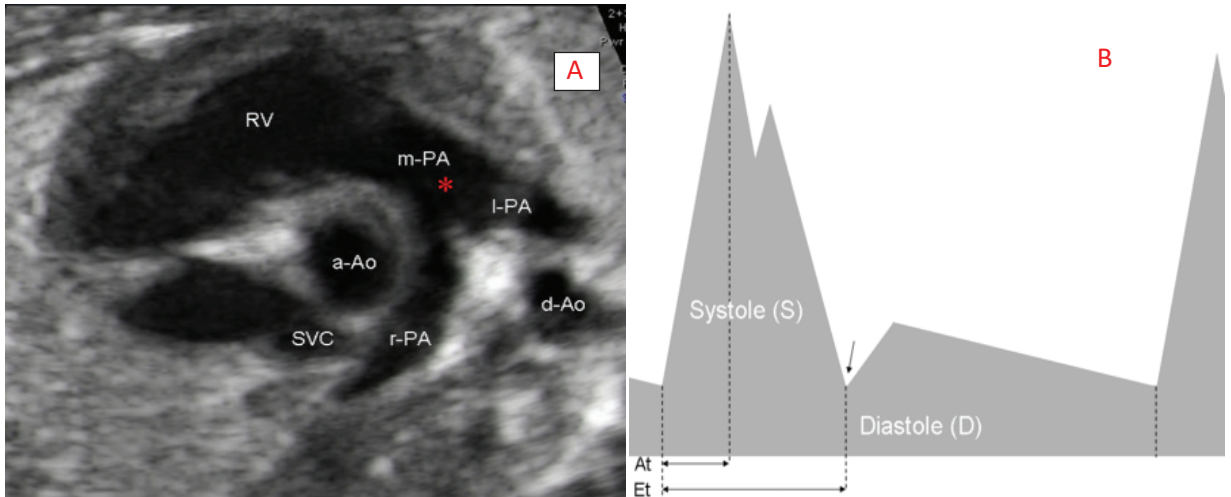 A
RV
m-PA
*
l-PA
a-Ao
d-Ao
SVC
r-PA
B
Systole (S)
Diastole (D)
At
Et